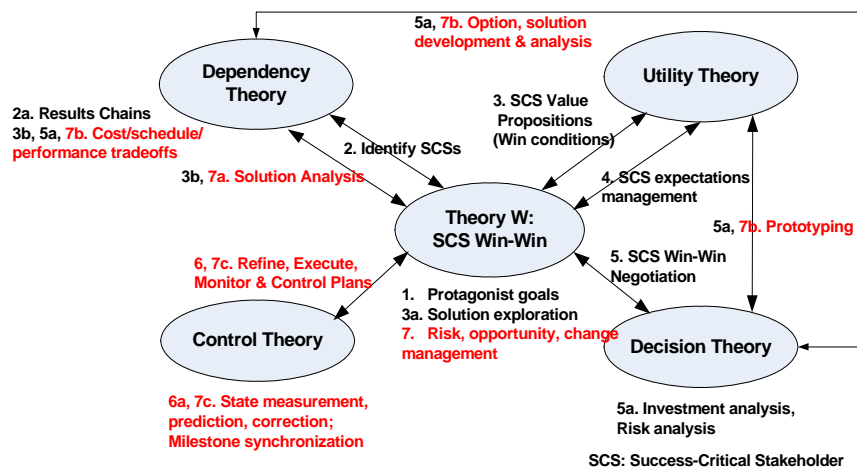 5a, 7b. Option, solution
development & analysis
Dependency
Theory
Utility Theory
2a. Results Chains
3b, 5a, 7b. Cost/schedule/
performance tradeoffs
3. SCS Value
Propositions
(Win conditions)
2. Identify SCSs
3b, 7a. Solution Analysis
4. SCS expectations
management
Theory W:
SCS Win-Win
5a, 7b. Prototyping
6, 7c. Refine, Execute,
Monitor & Control Plans
5. SCS Win-Win
Negotiation
1. Protagonist goals
3a. Solution exploration
7. Risk, opportunity, change
management
Control Theory
Decision Theory
6a, 7c. State measurement,
prediction, correction;
Milestone synchronization
5a. Investment analysis,
Risk analysis
SCS: Success-Critical Stakeholder